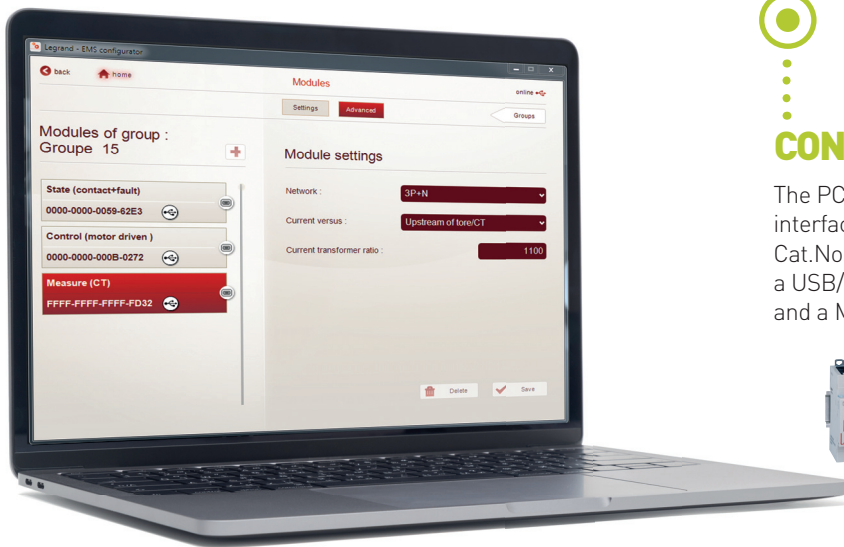 Legrand - EMS configurator
back
home
Modules
online
Settings
Advanced
Groups
Modules of group :
Groupe 15
State (contact+fault)
0000-0000-0059-62E3
Control (motor driven )
0000-0000-000B-0272
Measure (CT)
FFFF-FFFF-FFFF-FD32
Module settings
Network :
3P+N
Current versus :
Upstream of tore/CT
Current transformer ratio :
1100
Delete
Save
CON
The PC
interfac
Cat.No
a USB/
and a M